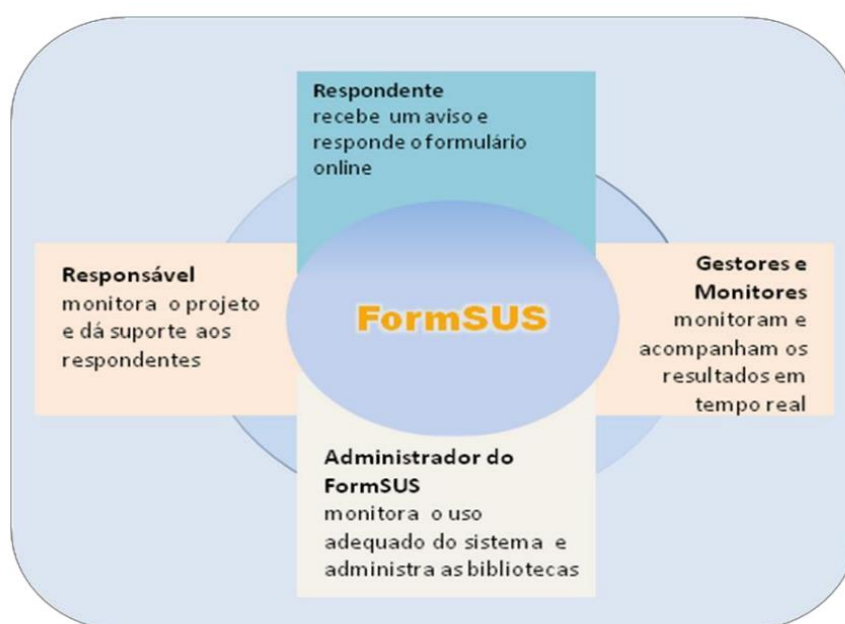 Respondente
recebe um aviso e
responde o formulário
online
Responsável
monitora o projeto
e dá suporte aos
respondentes
FormSUS
Gestores e
Monitores
monitoram e
acompanham os
resultados em
tempo real
Administrador do
FormSUS
monitora o uso
adequado do sistema e
administra as bibliotecas